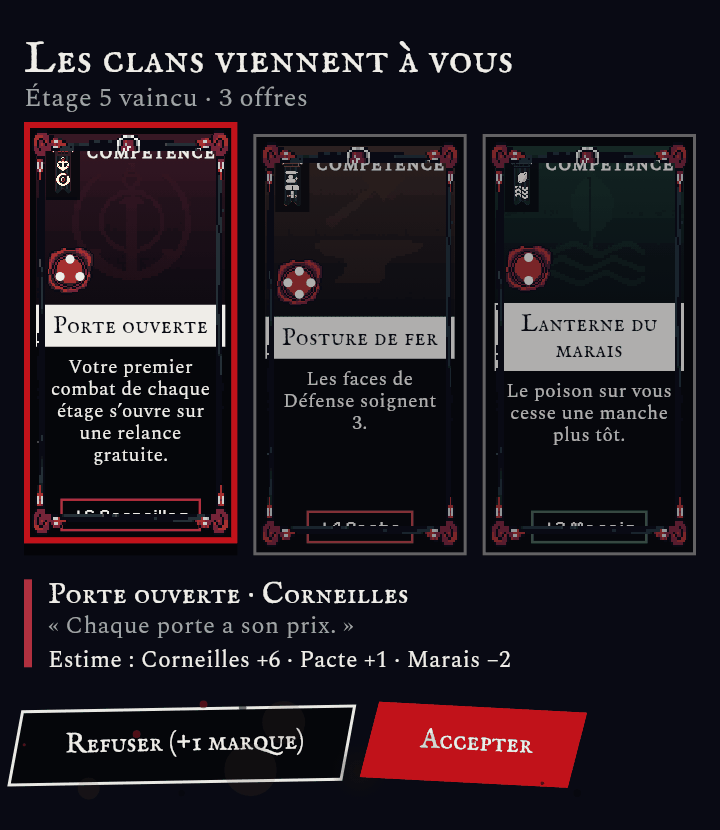 Les clans viennent à vous
Étage 5 vaincu · 3 offres
COMPÉTENCE
Porte ouverte
Votre premier
combat de chaque
étage s'ouvre sur
une relance
gratuite.
COMPÉTENCE
Posture de fer
Les faces de
Défense soignent
3.
COMPÉTENCE
Lanterne du
marais
Le poison sur vous
cesse une manche
plus tôt.
Porte ouverte · Corneilles
« Chaque porte a son prix. »
Estime : Corneilles +6 · Pacte +1 · Marais −2
Refuser (+1 marque)
Accepter